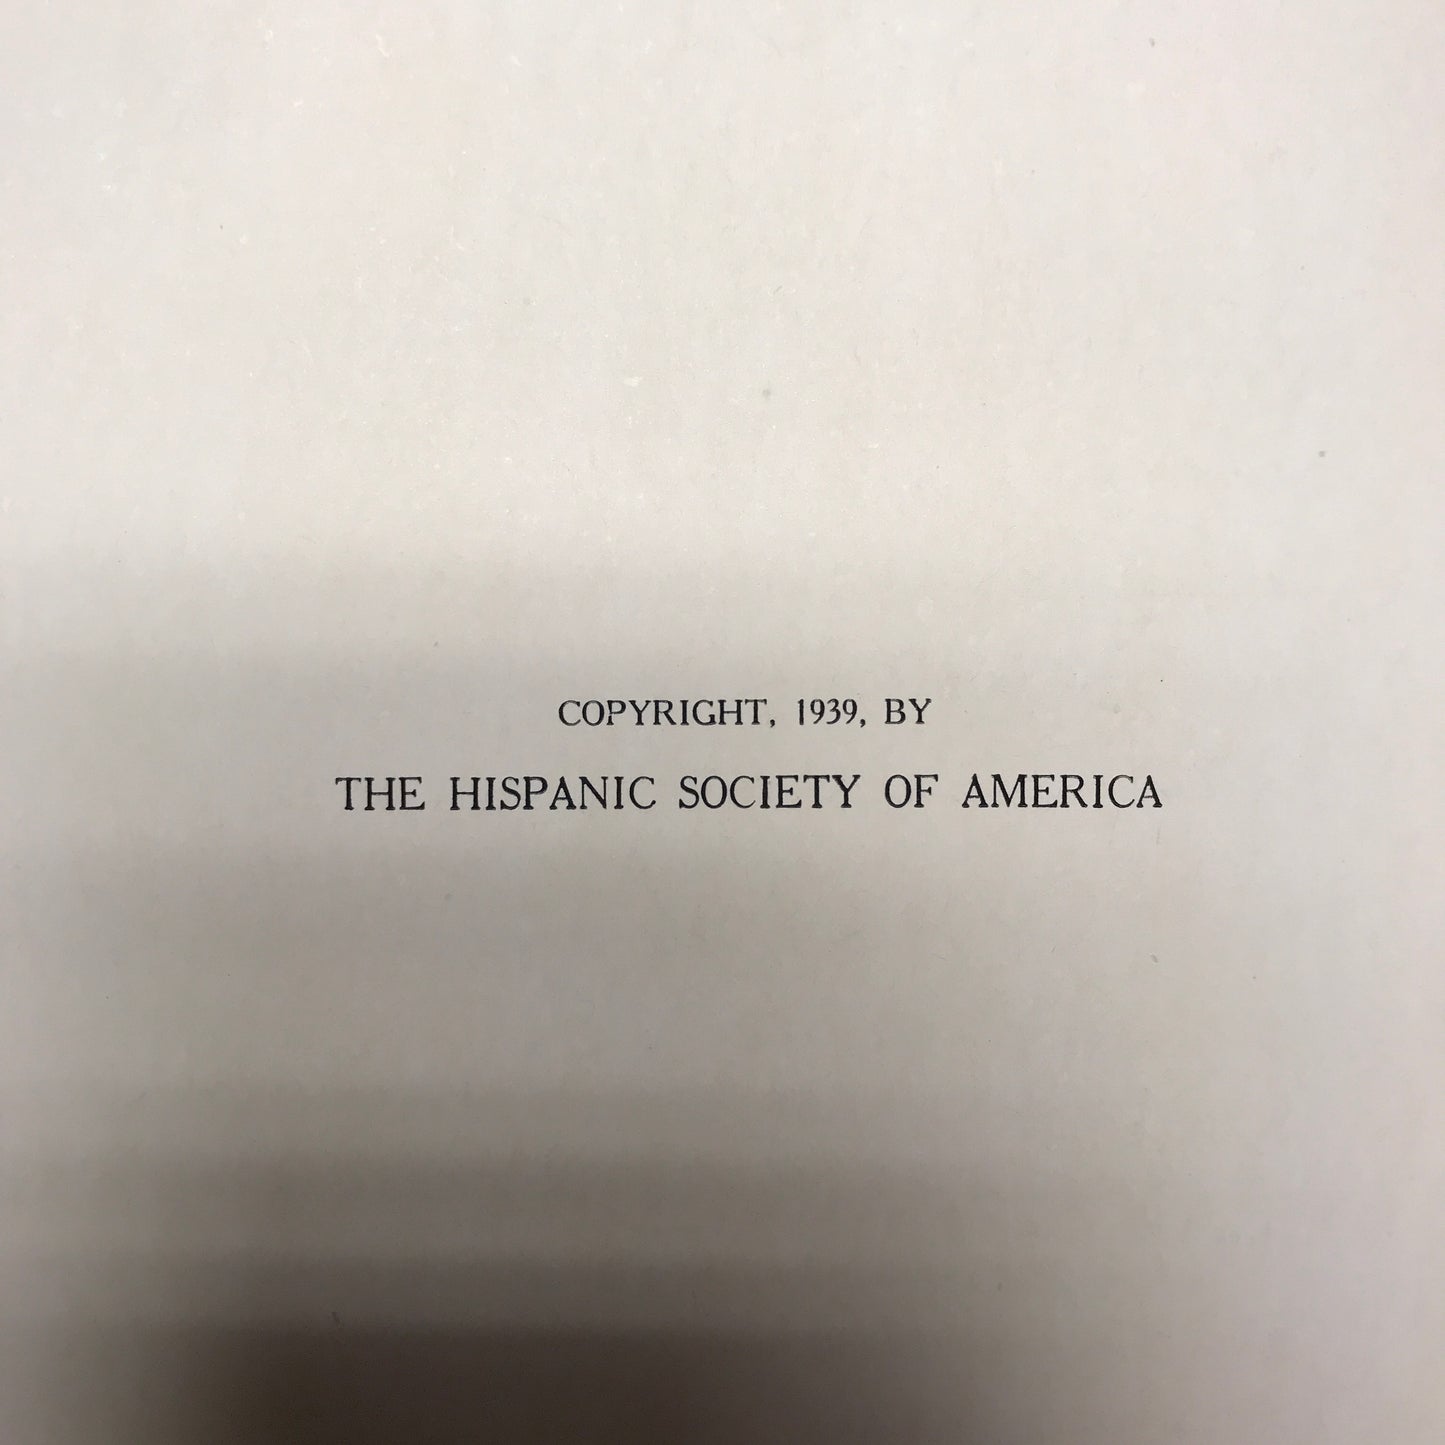 COPYRIGHT, 1939, BY
THE HISPANIC SOCIETY OF AMERICA